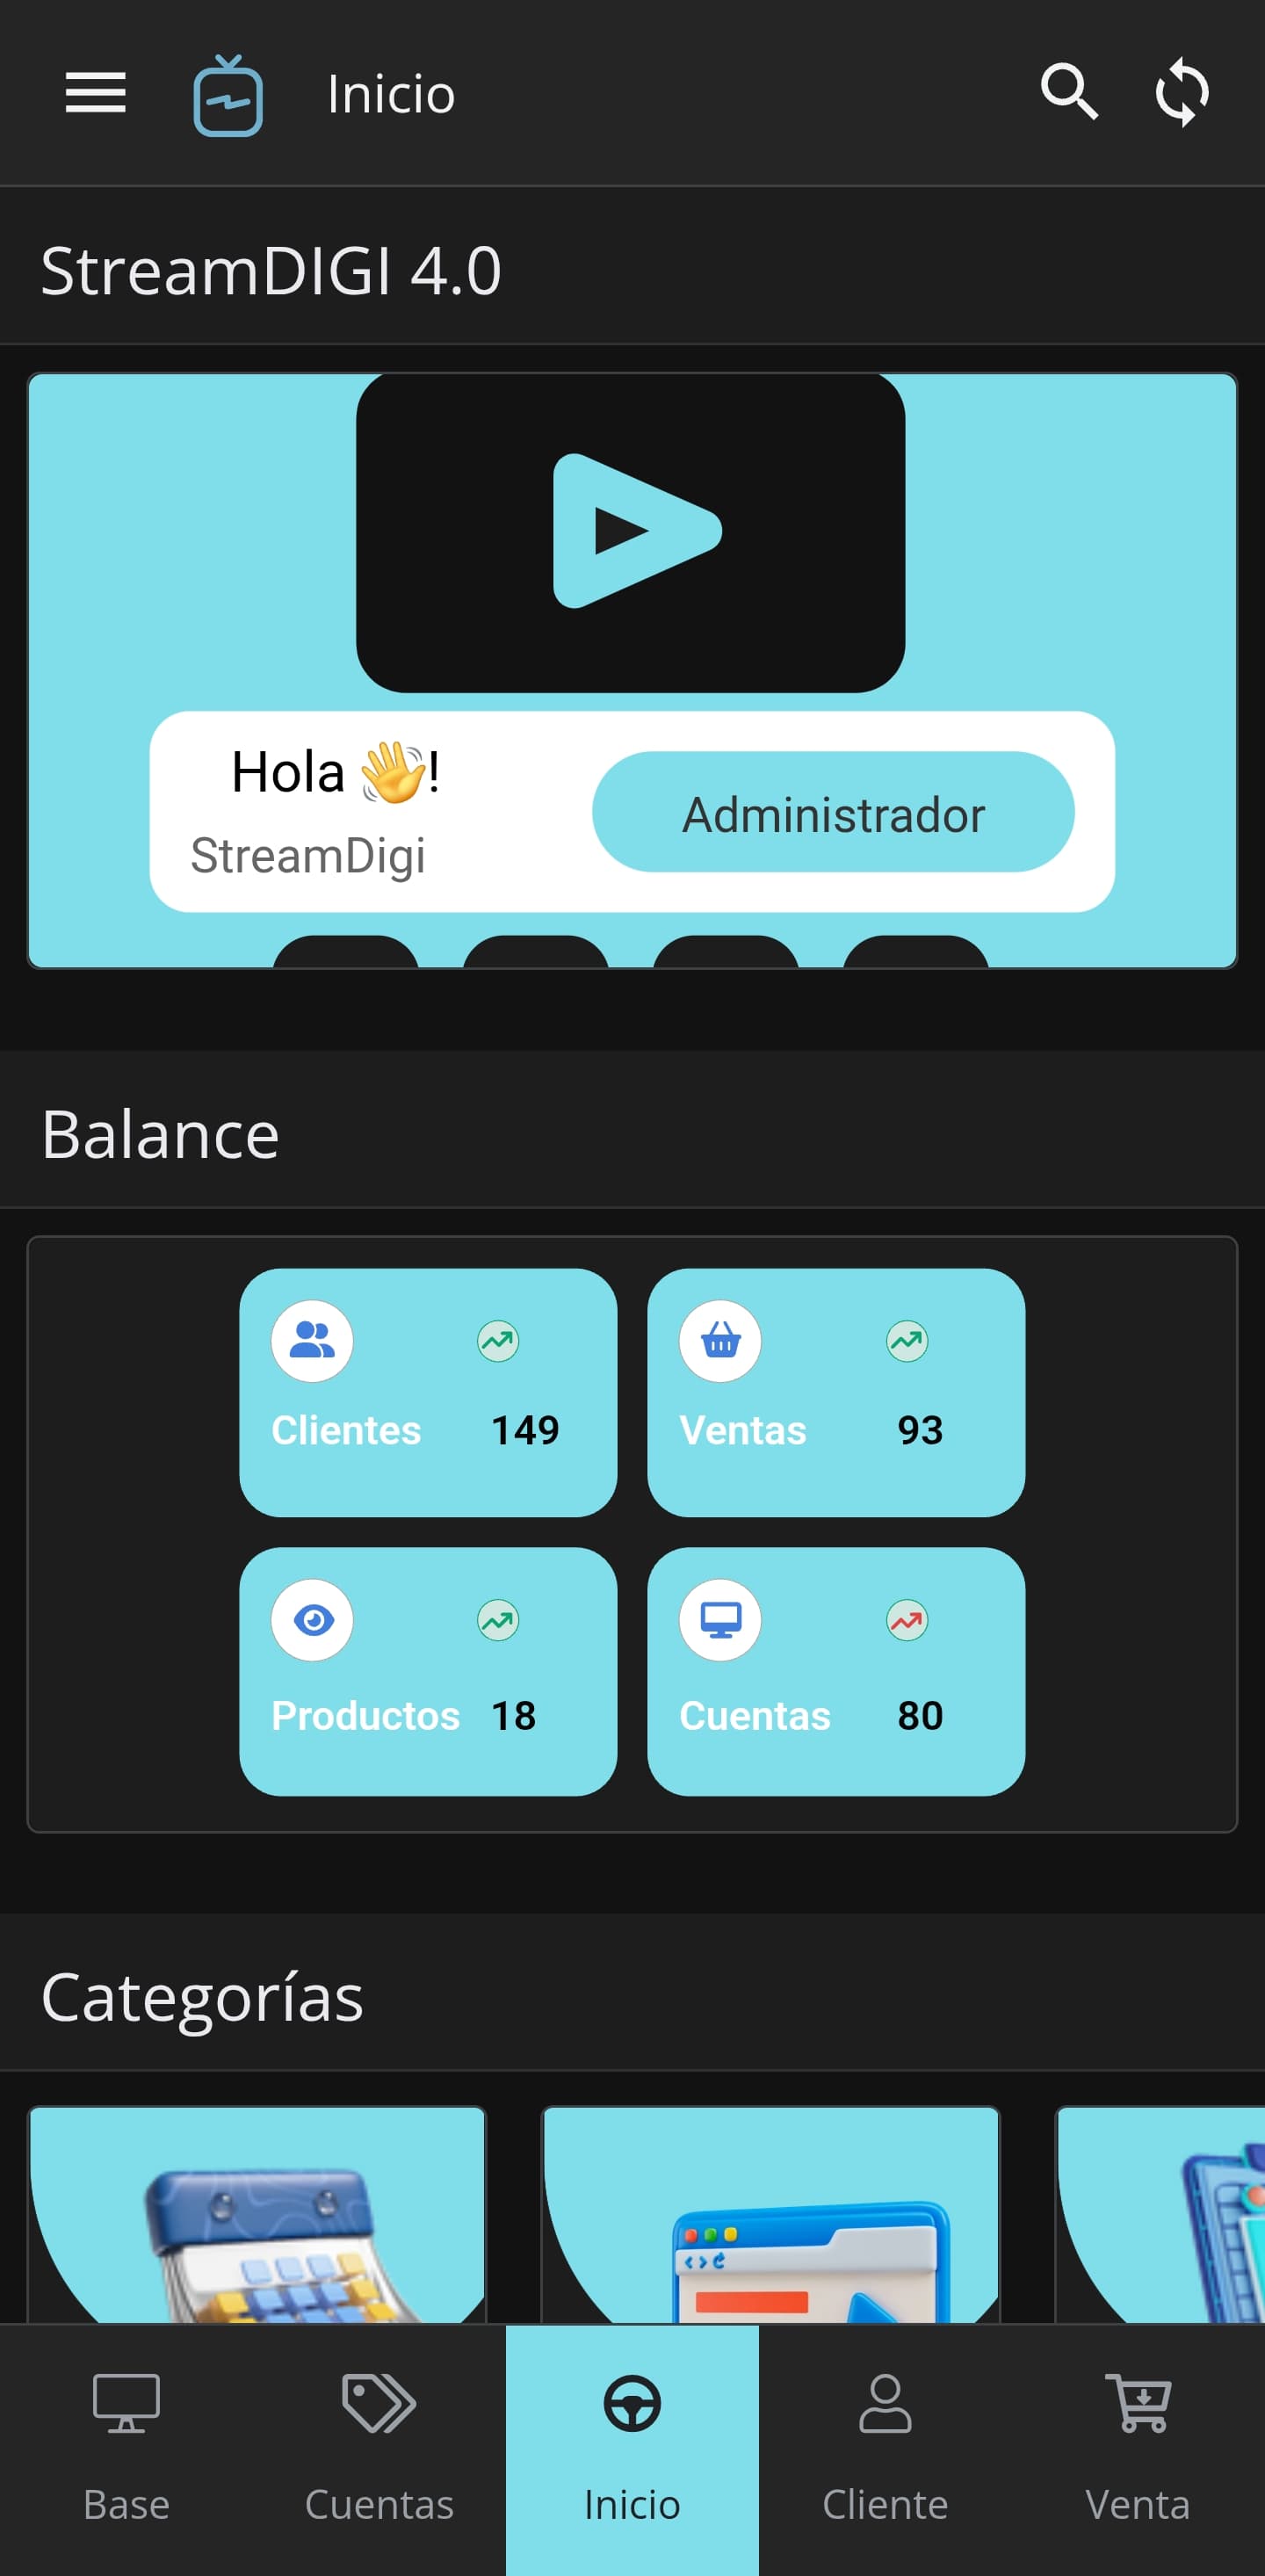 Inicio
StreamDIGI 4.0
Hola 👋!
StreamDigi
Administrador
Balance
Clientes 149
Ventas 93
Productos 18
Cuentas 80
Categorías
Base
Cuentas
Inicio
Cliente
Venta